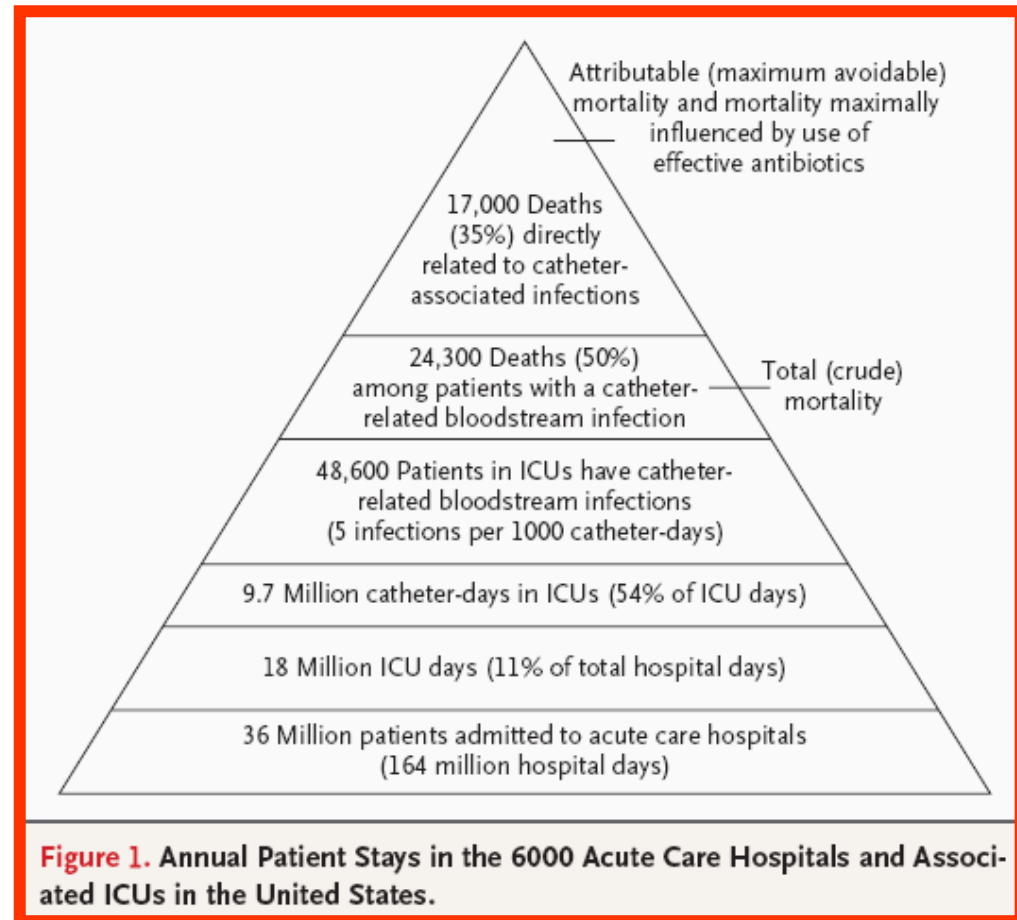 Attributable (maximum avoidable)
mortality and mortality maximally
influenced by use of
effective antibiotics
17,000 Deaths
(35%) directly
related to catheter-
associated infections
24,300 Deaths (50%)
among patients with a catheter-
related bloodstream infection
Total (crude)
mortality
48,600 Patients in ICUs have catheter-
related bloodstream infections
(5 infections per 1000 catheter-days)
9.7 Million catheter-days in ICUs (54% of ICU days)
18 Million ICU days (11% of total hospital days)
36 Million patients admitted to acute care hospitals
(164 million hospital days)
Figure 1. Annual Patient Stays in the 6000 Acute Care Hospitals and Associ-
ated ICUs in the United States.